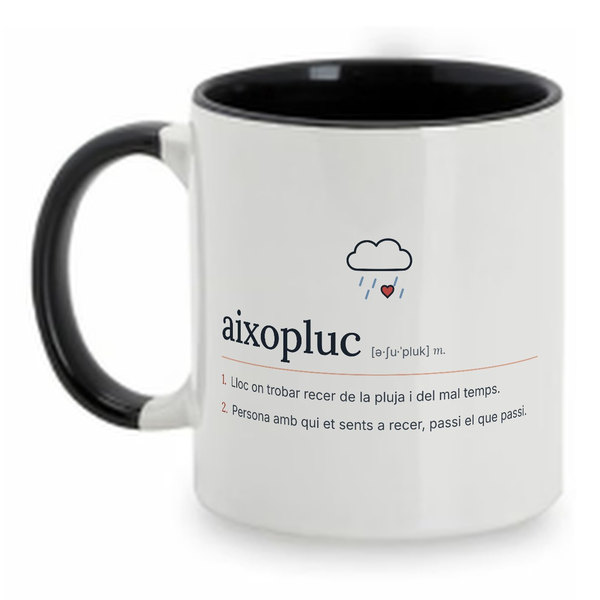 aixopluc [ə·ʃu·'pluk] m.
1. Lloc on trobar recer de la pluja i del mal temps.
2. Persona amb qui et sents a recer, passi el que passi.